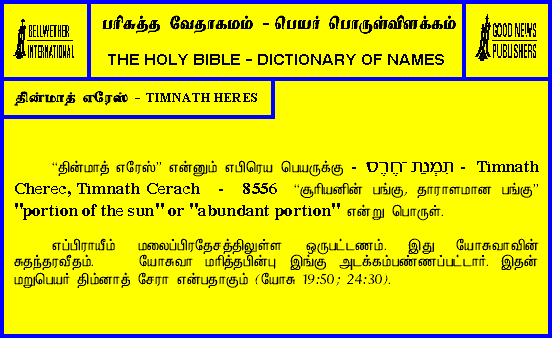 BELLWETHER
INTERNATIONAL
பரிசுத்த வேதாகமம் - பெயர் பொருள்விளக்கம்
THE HOLY BIBLE - DICTIONARY OF NAMES
GOOD NEWS
PUBLISHERS
தின்மாத் எரேஸ் - TIMNATH HERES
“தின்மாத் எரேஸ்” என்னும் எபிரெய பெயருக்கு - תִּמְנַת־חֶרֶס - Timnath
Cherec, Timnath Cerach - 8556 “சூரியனின் பங்கு, தாராளமான பங்கு”
"portion of the sun" or "abundant portion" என்று பொருள்.
எப்பிராயீம் மலைப்பிரதேசத்திலுள்ள ஒருபட்டணம். இது யோசுவாவின்
சுதந்தரவீதம். யோசுவா மரித்தபின்பு இங்கு அடக்கம்பண்ணப்பட்டார். இதன்
மறுபெயர் திம்னாத் சேரா என்பதாகும் (யோசு 19:50; 24:30).